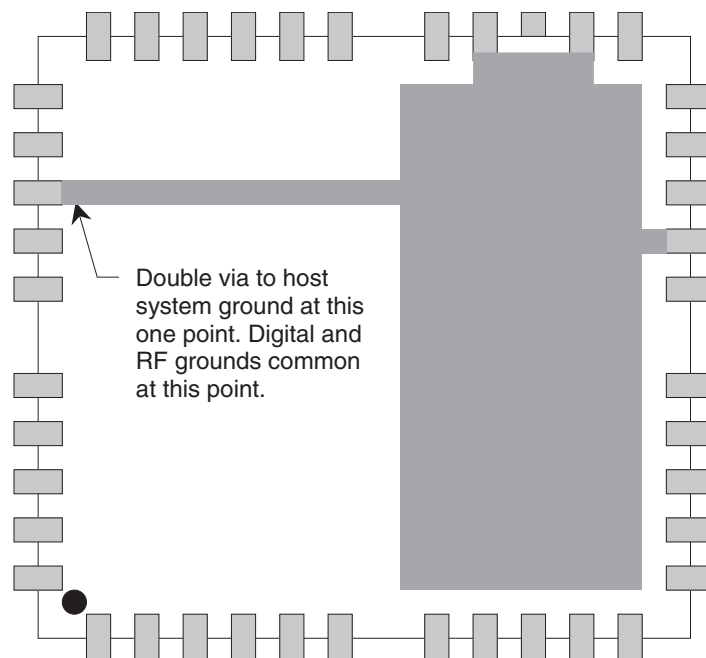 Double via to host
system ground at this
one point. Digital and
RF grounds common
at this point.